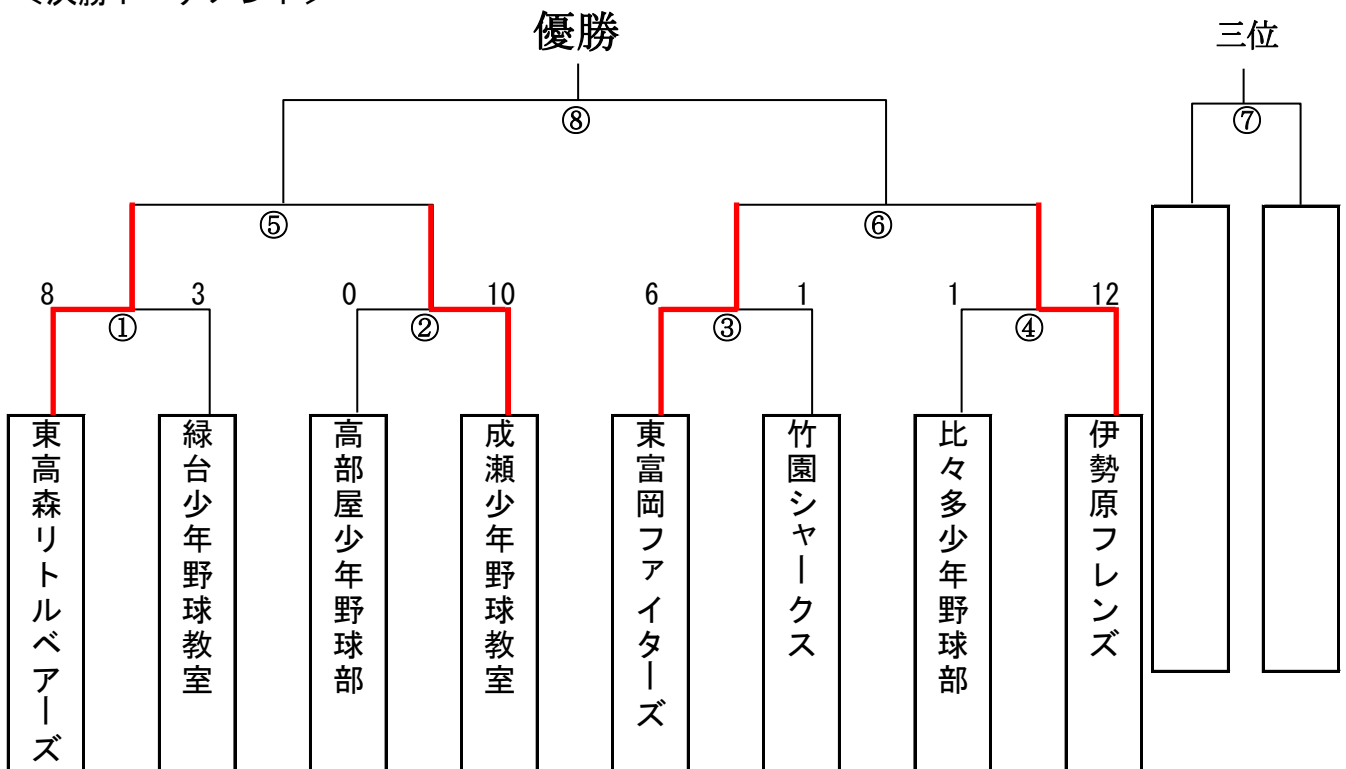 優勝
三位
⑧
⑦
⑤
⑥
8
3
0
10
6
1
1
12
①
②
③
④
東高森リトルベアーズ
緑台少年野球教室
高部屋少年野球部
成瀬少年野球教室
東富岡ファイターズ
竹園シャークス
比々多少年野球部
伊勢原フレンズ